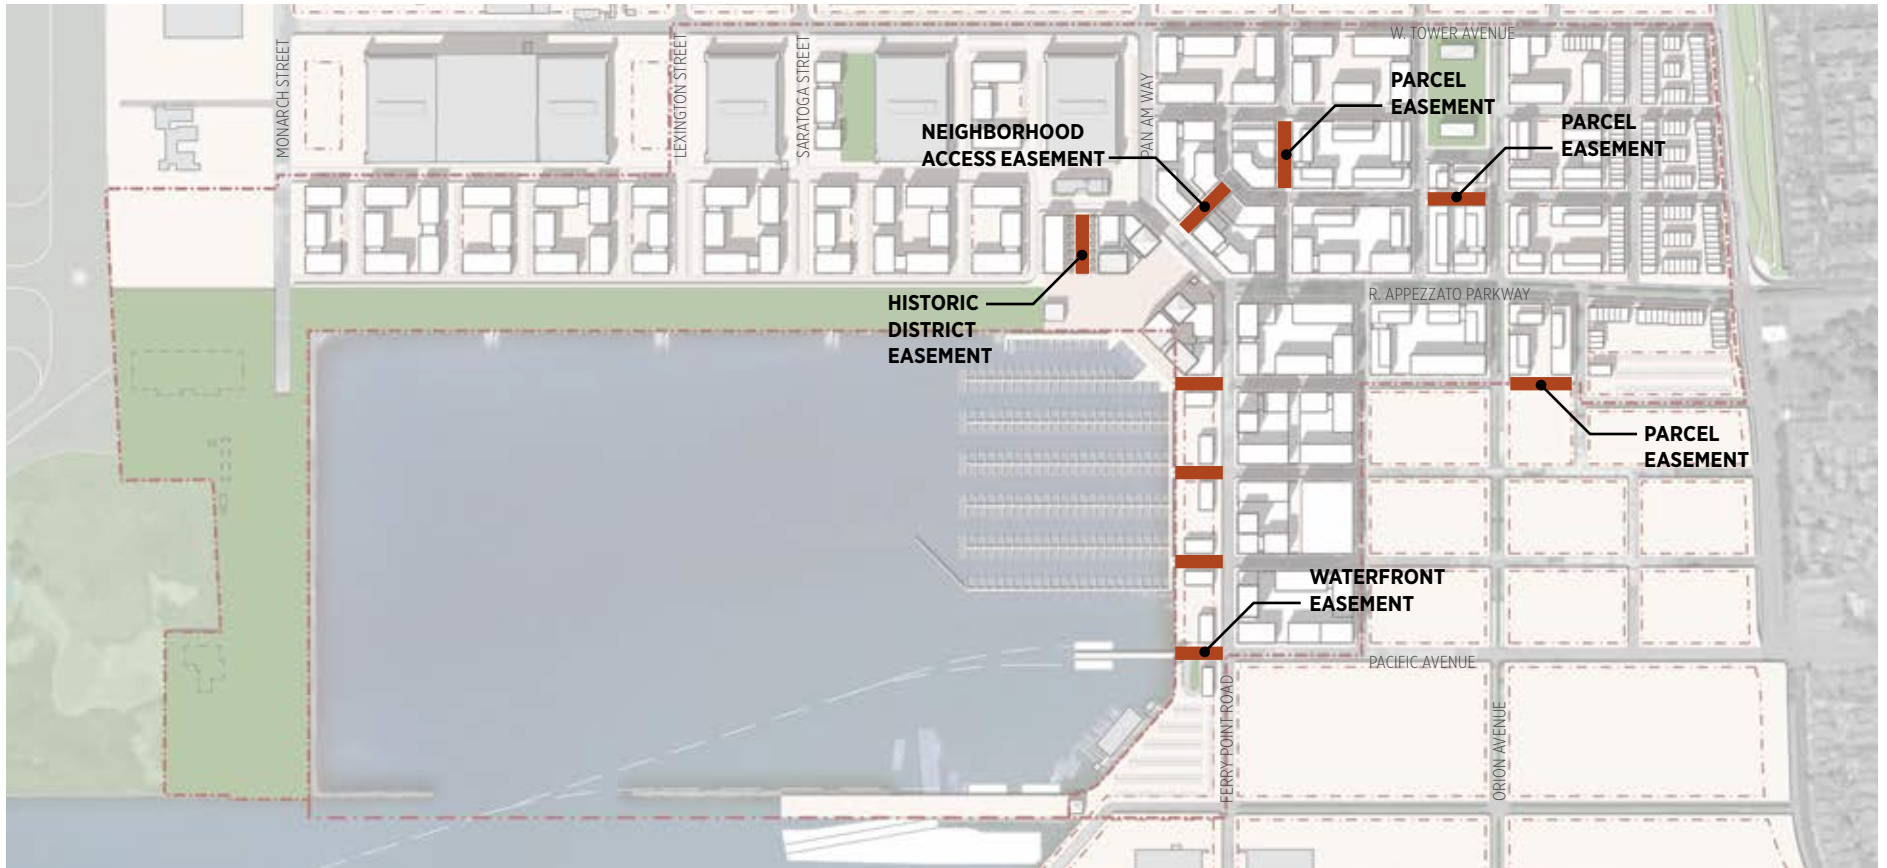 W. TOWER AVENUE
MONARCH STREET
LEXINGTON STREET
SARATOGA STREET
PAN AM WAY
PARCEL
EASEMENT
PARCEL
EASEMENT
NEIGHBORHOOD
ACCESS EASEMENT
HISTORIC
DISTRICT
EASEMENT
R. APPEZZATO PARKWAY
PARCEL
EASEMENT
WATERFRONT
EASEMENT
PACIFIC AVENUE
FERRY POINT ROAD
ORION AVENUE